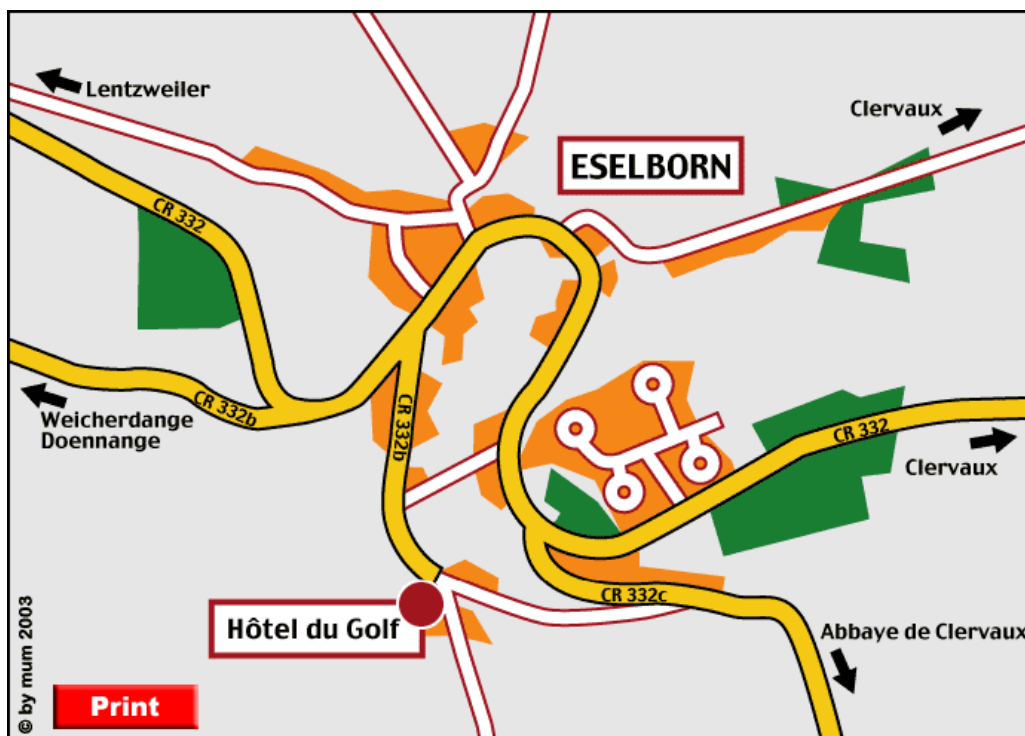 Lentzweiler
Clervaux
ESELBORN
CR 332
CR 332b
Weicherdange
Doennange
CR 332b
CR 332
Clervaux
CR 332c
Hôtel du Golf
Abbaye de Clervaux
© by mum 2003
Print